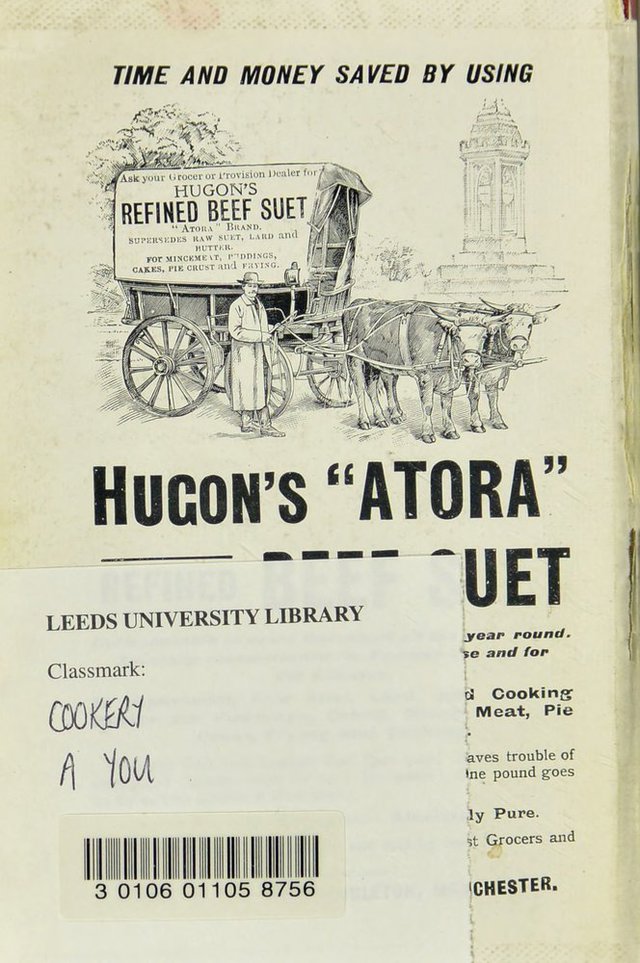 TIME AND MONEY SAVED BY USING
Ask your Grocer or Provision Dealer for
HUGON'S
REFINED BEEF SUET
"ATORA" BRAND.
SUPERSEDES RAW SUET, LARD and
BUTTER.
FOR MINCEMEAT, PUDDINGS,
CAKES, PIE CRUST and FRYING.
HUGON'S "ATORA"
REFINED BEEF SUET
year round.
se and for
d Cooking
Meat, Pie
aves trouble of
ne pound goes
ly Pure.
st Grocers and
CHESTER.
LEEDS UNIVERSITY LIBRARY
Classmark:
COOKERY
A YOU
3 0106 01105 8756